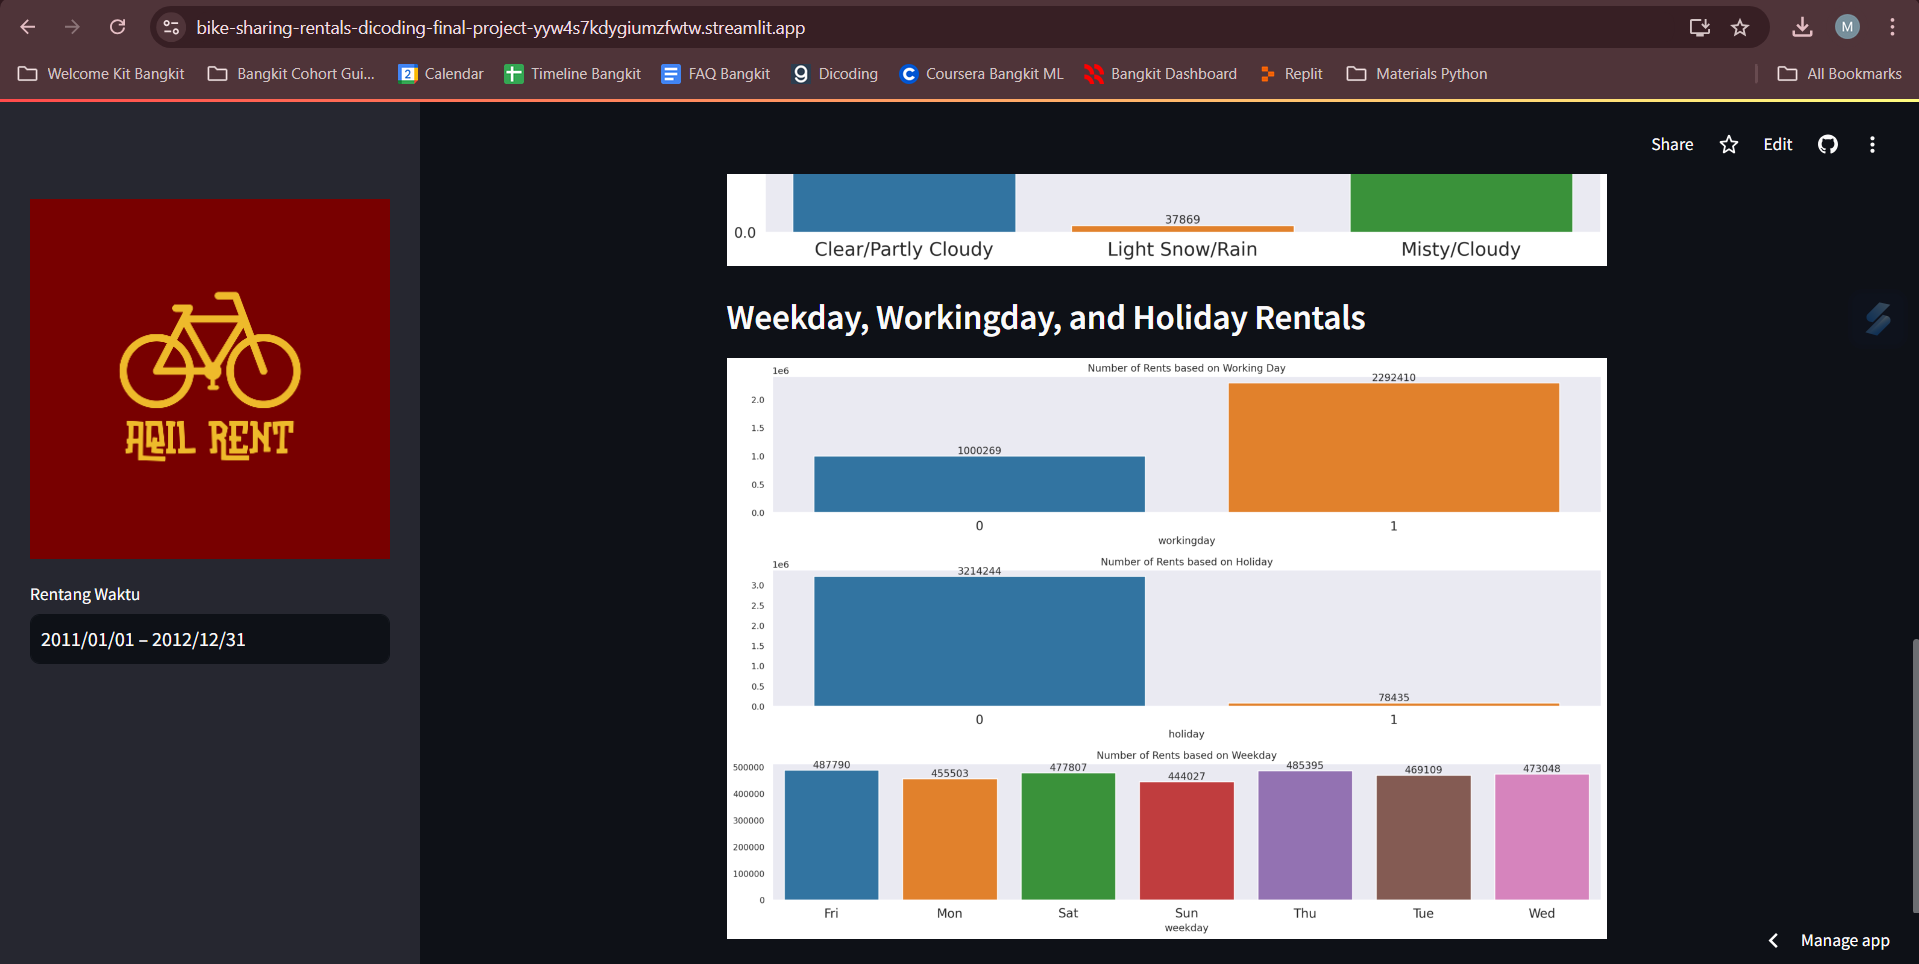 bike-sharing-rentals-dicoding-final-project-yyw4s7kdygiumzfwtw.streamlit.app
M
Welcome Kit Bangkit
Bangkit Cohort Gui...
2
Calendar
Timeline Bangkit
FAQ Bangkit
Dicoding
Coursera Bangkit ML
Bangkit Dashboard
Replit
Materials Python
All Bookmarks
Share
Edit
AQIL RENT
Rentang Waktu
2011/01/01 – 2012/12/31
37869
0.0
Clear/Partly Cloudy
Light Snow/Rain
Misty/Cloudy
Weekday, Workingday, and Holiday Rentals
Number of Rents based on Working Day
1e6
2292410
2.0
1.5
1000269
1.0
0.5
0.0
0
1
workingday
Number of Rents based on Holiday
1e6
3214244
3.0
2.5
2.0
1.5
1.0
0.5
78435
0.0
0
1
holiday
Number of Rents based on Weekday
500000
487790
455503
477807
444027
485395
469109
473048
400000
300000
200000
100000
0
Fri
Mon
Sat
Sun
Thu
Tue
Wed
weekday
Manage app